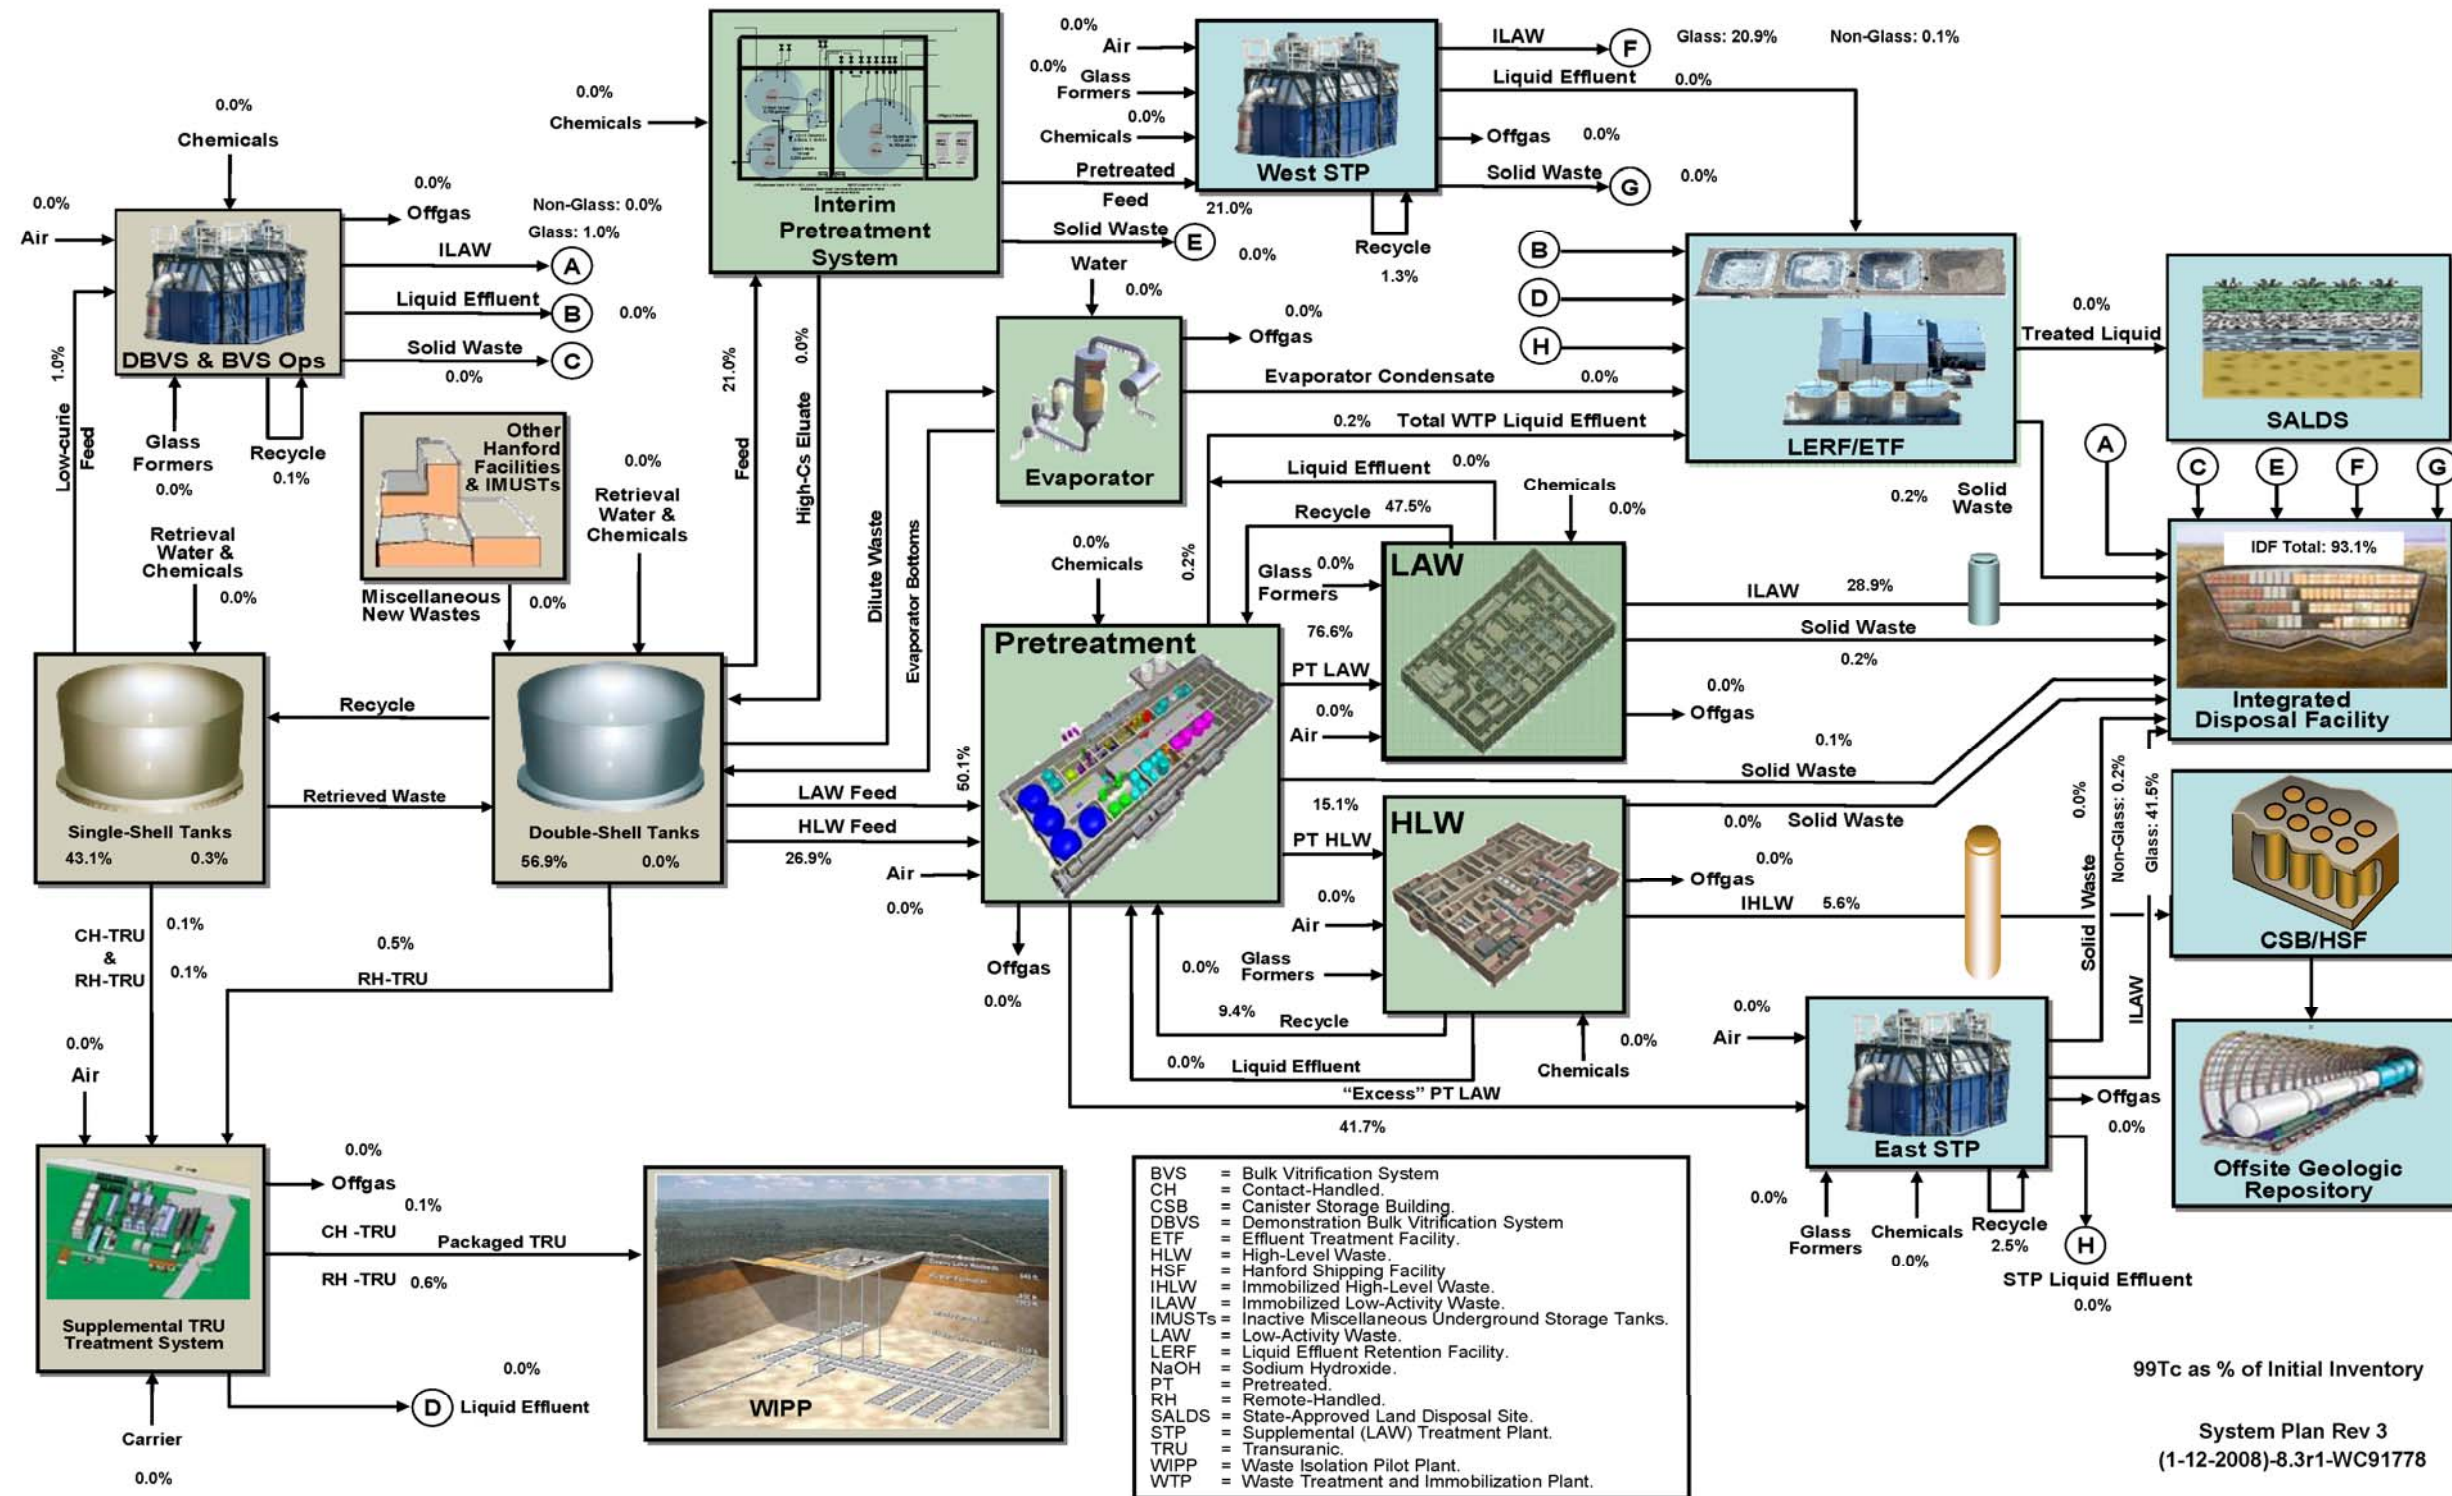 0.0%
Chemicals
0.0%
Air
DBVS & BVS Ops
0.0%
Offgas
Non-Glass: 0.0%
Glass: 1.0%
ILAW
A
Liquid Effluent
B
0.0%
Solid Waste
C
0.0%
Low-curie
Feed
1.0%
Glass
Formers
0.0%
Recycle
0.1%
0.0%
Chemicals
Interim
Pretreatment
System
Feed
21.0%
High-Cs Eluate
0.0%
Pretreated
Feed
21.0%
Solid Waste
E
0.0%
0.0%
Air
0.0%
Glass
Formers
0.0%
Chemicals
West STP
ILAW
F
Glass: 20.9%
Non-Glass: 0.1%
Liquid Effluent
0.0%
Offgas
0.0%
Solid Waste
G
0.0%
Recycle
1.3%
Other
Hanford
Facilities
& IMUSTs
Miscellaneous
New Wastes
0.0%
Retrieval
Water &
Chemicals
0.0%
0.0%
Retrieval
Water &
Chemicals
Water
0.0%
Evaporator
0.0%
Offgas
Evaporator Condensate
0.0%
Dilute Waste
Evaporator Bottoms
B
D
H
LERF/ETF
0.0%
Treated Liquid
SALDS
0.2%
Total WTP Liquid Effluent
Liquid Effluent
0.0%
0.2%
Solid
Waste
A
C
E
F
G
IDF Total: 93.1%
Integrated
Disposal Facility
Single-Shell Tanks
43.1%
0.3%
Recycle
Retrieved Waste
Double-Shell Tanks
56.9%
0.0%
LAW Feed
50.1%
HLW Feed
26.9%
Air
0.0%
0.0%
Chemicals
0.2%
Pretreatment
Offgas
0.0%
Recycle
47.5%
Glass
Formers
0.0%
Chemicals
0.0%
LAW
76.6%
PT LAW
0.0%
Air
ILAW
28.9%
Solid Waste
0.2%
0.0%
Offgas
0.1%
Solid Waste
15.1%
PT HLW
HLW
0.0%
Air
0.0%
Glass
Formers
0.0%
Solid Waste
0.0%
Offgas
IHLW
5.6%
9.4%
Recycle
0.0%
Liquid Effluent
0.0%
Chemicals
"Excess" PT LAW
41.7%
CSB/HSF
Offsite Geologic
Repository
0.0%
Air
East STP
0.0%
Solid Waste
Non-Glass: 0.2%
Glass: 41.5%
ILAW
Offgas
0.0%
0.0%
Glass
Formers
Chemicals
0.0%
Recycle
2.5%
H
STP Liquid Effluent
0.0%
CH-TRU
&
RH-TRU
0.1%
0.1%
0.5%
RH-TRU
0.0%
Air
Supplemental TRU
Treatment System
0.0%
Offgas
0.1%
CH -TRU
Packaged TRU
RH -TRU
0.6%
0.0%
D
Liquid Effluent
Carrier
0.0%
WIPP
BVS = Bulk Vitrification System
CH = Contact-Handled.
CSB = Canister Storage Building.
DBVS = Demonstration Bulk Vitrification System
ETF = Effluent Treatment Facility.
HLW = High-Level Waste.
HSF = Hanford Shipping Facility
IHLW = Immobilized High-Level Waste.
ILAW = Immobilized Low-Activity Waste.
IMUSTs = Inactive Miscellaneous Underground Storage Tanks.
LAW = Low-Activity Waste.
LERF = Liquid Effluent Retention Facility.
NaOH = Sodium Hydroxide.
PT = Pretreated.
RH = Remote-Handled.
SALDS = State-Approved Land Disposal Site.
STP = Supplemental (LAW) Treatment Plant.
TRU = Transuranic.
WIPP = Waste Isolation Pilot Plant.
WTP = Waste Treatment and Immobilization Plant.
99Tc as % of Initial Inventory
System Plan Rev 3
(1-12-2008)-8.3r1-WC91778